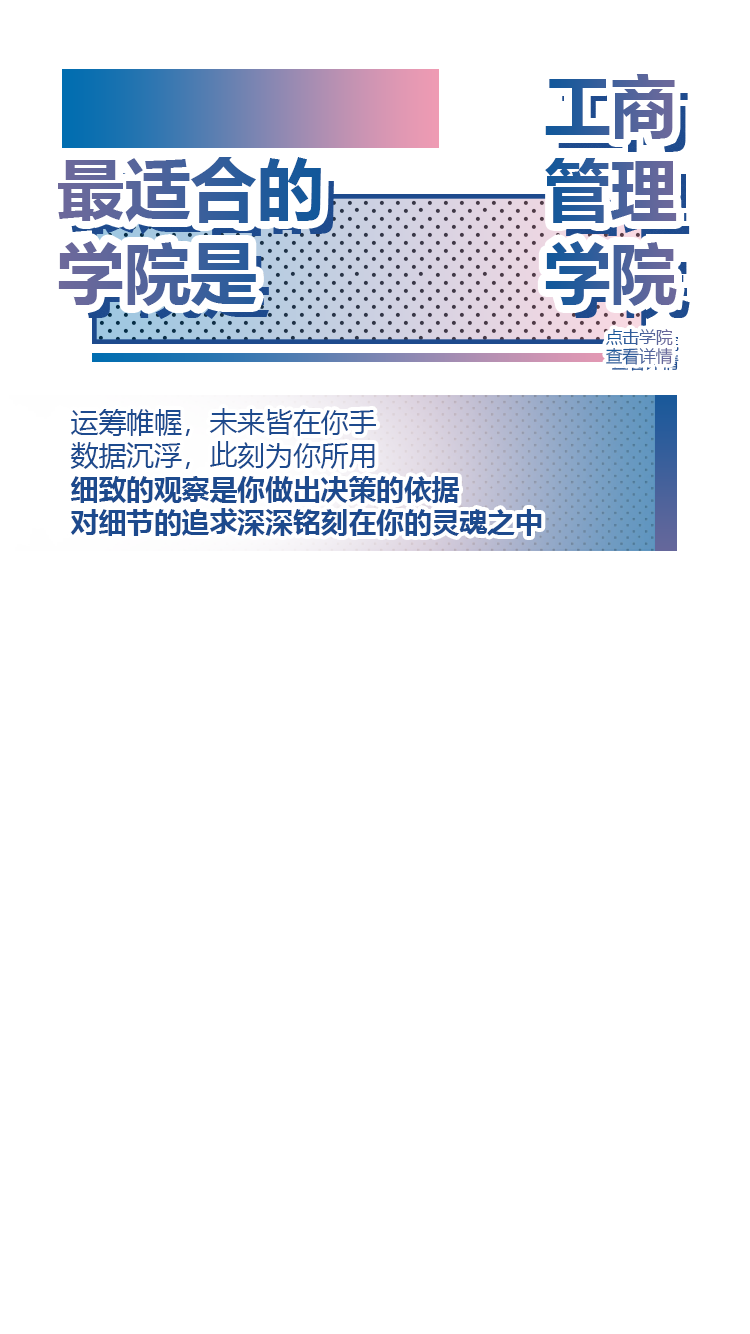 最适合的
学院是
工商
管理
学院
点击学院
查看详情
运筹帷幄，未来皆在你手
数据沉浮，此刻为你所用
细致的观察是你做出决策的依据
对细节的追求深深铭刻在你的灵魂之中